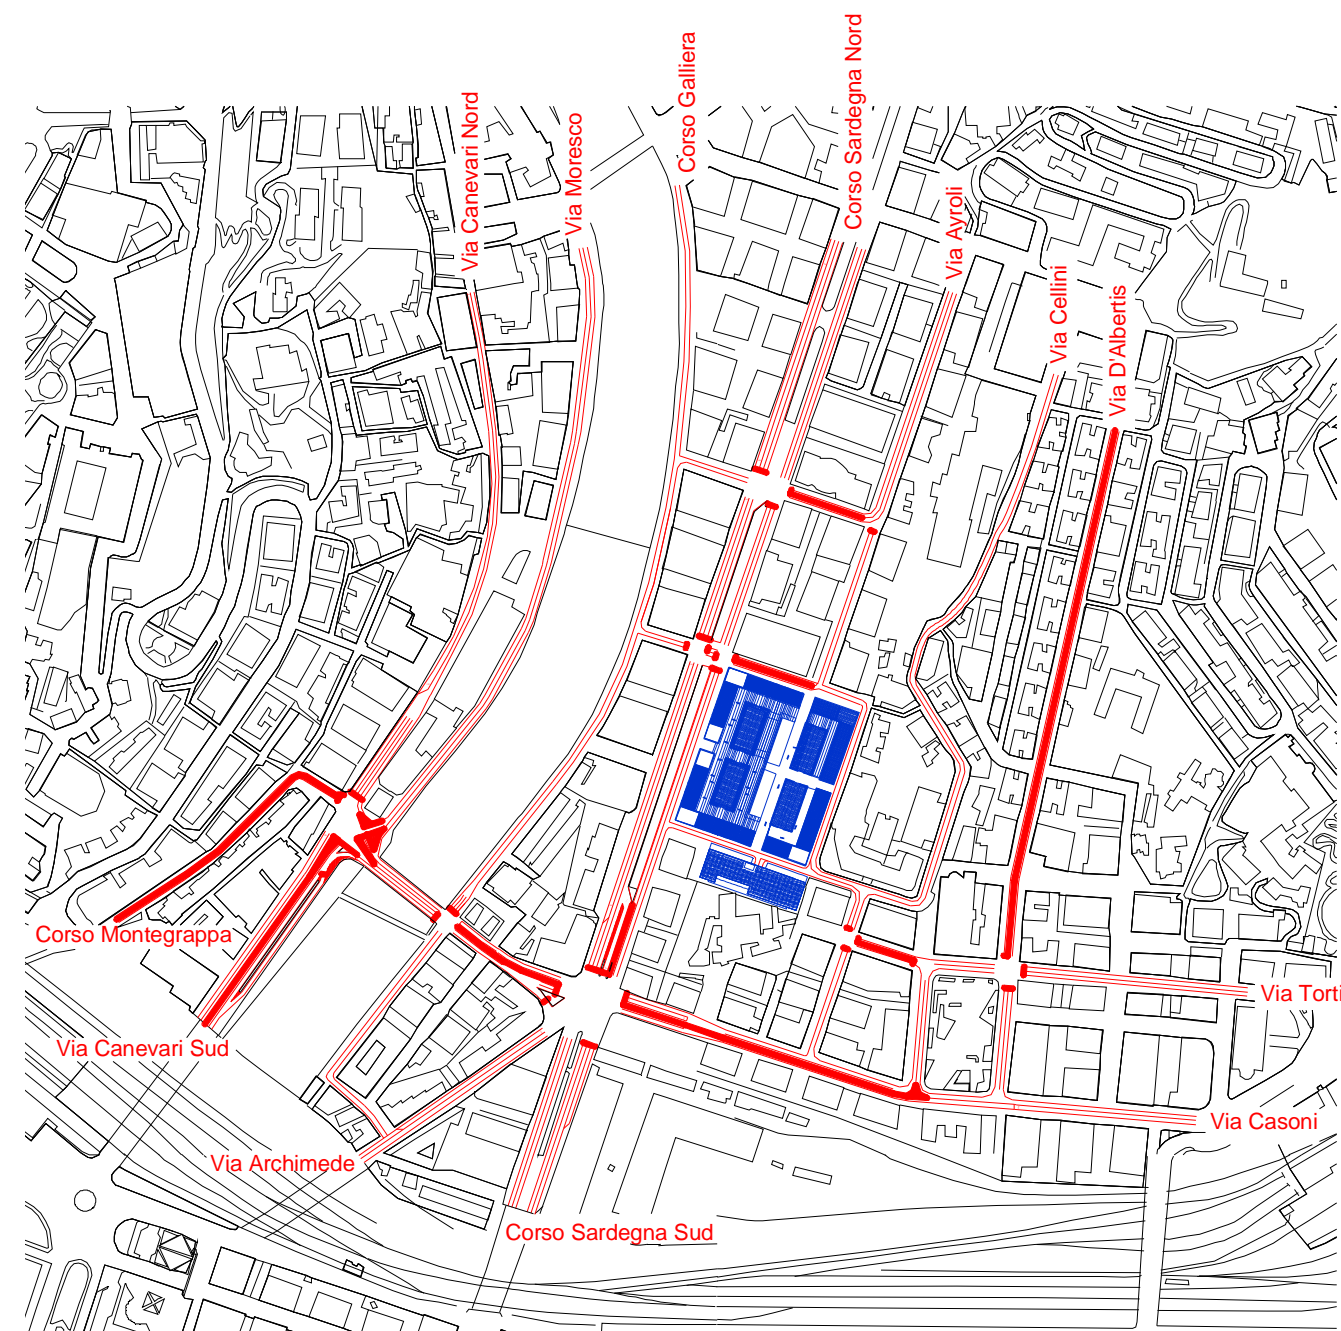 Via Canevari Nord
Via Moresco
Corso Galliera
Corso Sardegna Nord
Via Ayroli
Via Cellini
Via D'Albertis
Corso Montegrappa
Via Torti
Via Canevari Sud
Via Casoni
Via Archimede
Corso Sardegna Sud